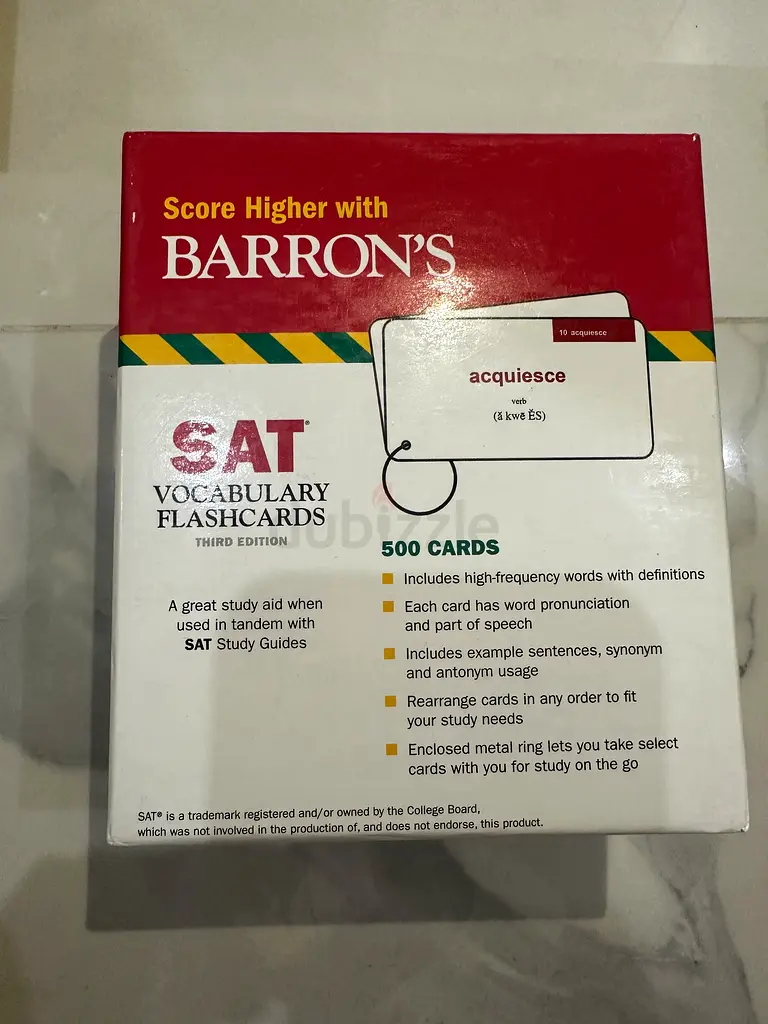 Score Higher with
BARRON'S
10 acquiesce
acquiesce
verb
(ă kwē ĔS)
SAT®
VOCABULARY
FLASHCARDS
THIRD EDITION
A great study aid when
used in tandem with
SAT Study Guides
500 CARDS
Includes high-frequency words with definitions
Each card has word pronunciation
and part of speech
Includes example sentences, synonym
and antonym usage
Rearrange cards in any order to fit
your study needs
Enclosed metal ring lets you take select
cards with you for study on the go
SAT® is a trademark registered and/or owned by the College Board,
which was not involved in the production of, and does not endorse, this product.
dubizzle